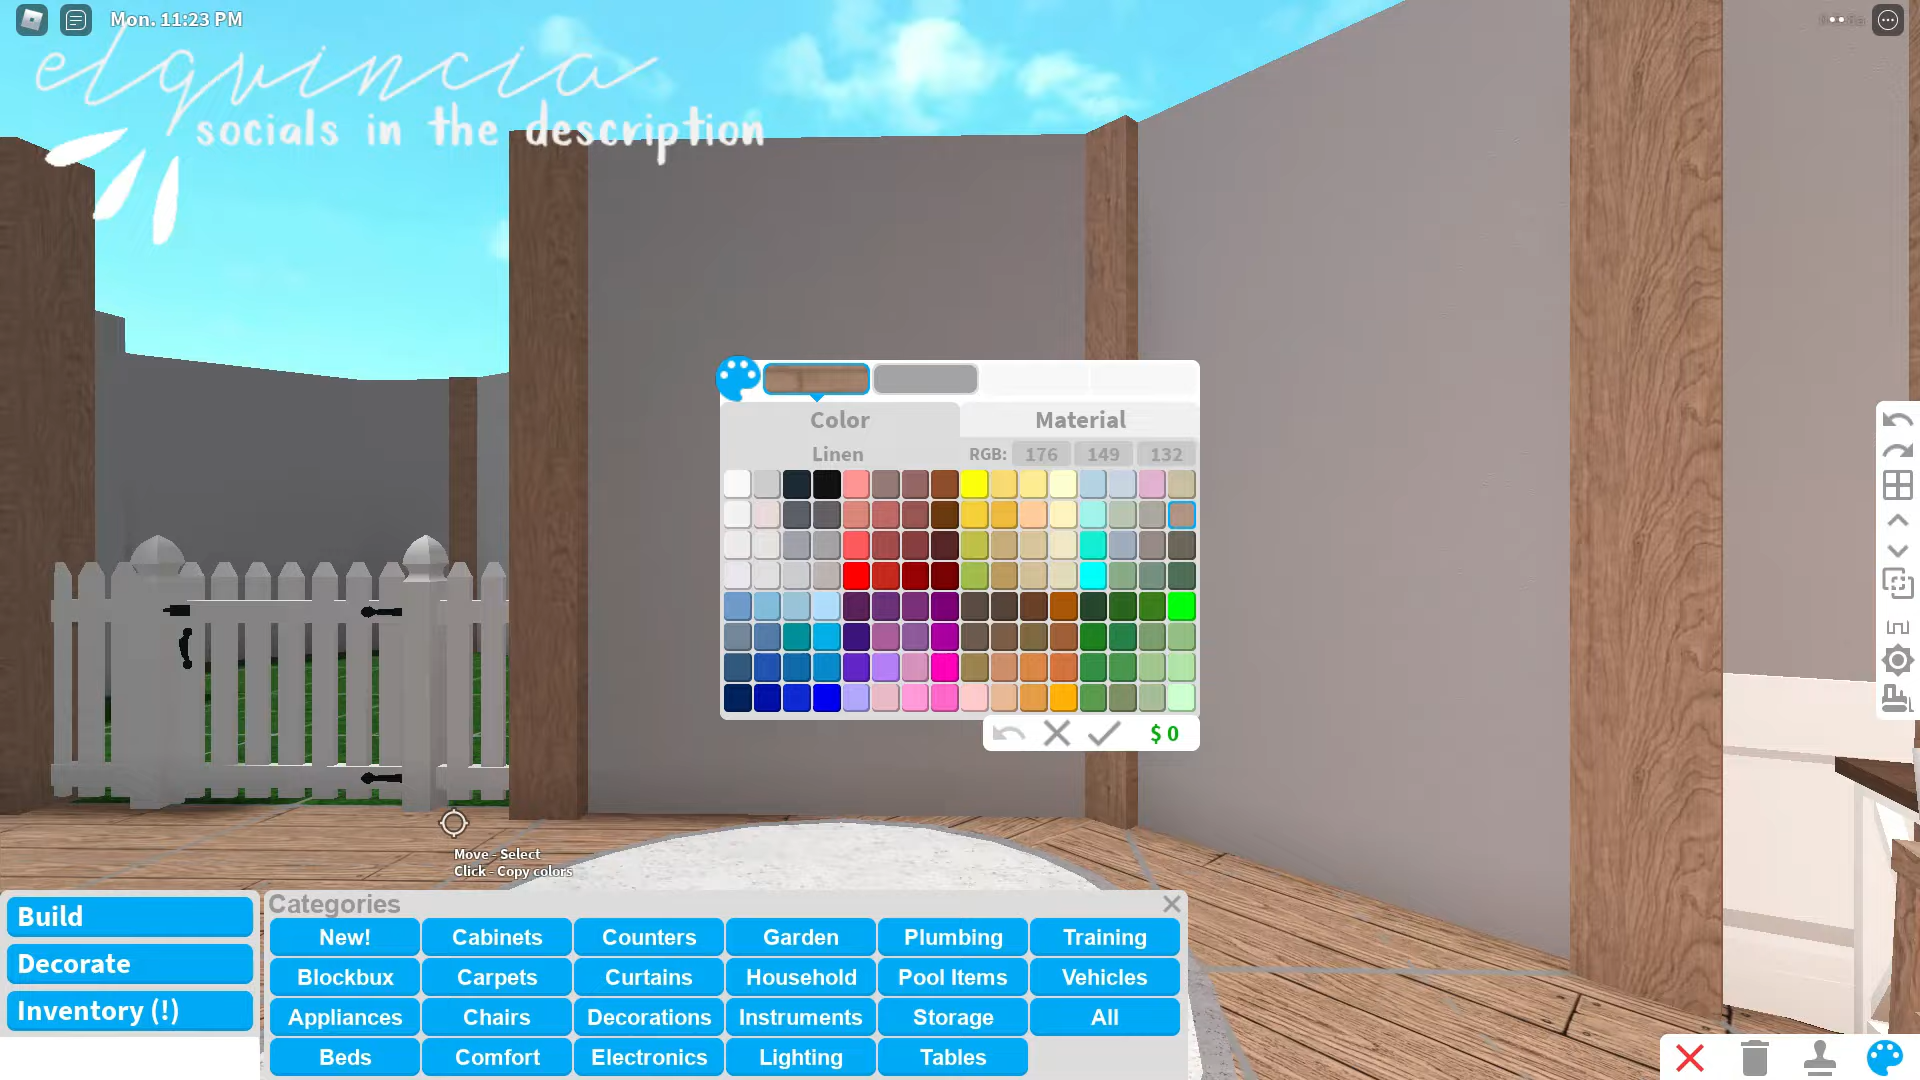 Mon. 11:23 PM
elqvincia
socials in the description
Color
Material
Linen
RGB: 176 149 132
$ 0
Move - Select
Click - Copy colors
Build
Decorate
Inventory (!)
Categories
New! Cabinets Counters Garden Plumbing Training
Blockbux Carpets Curtains Household Pool Items Vehicles
Appliances Chairs Decorations Instruments Storage All
Beds Comfort Electronics Lighting Tables